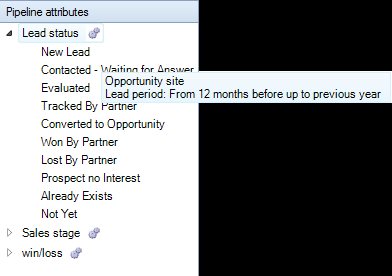 Pipeline attributes
Lead status
New Lead
Contacted - Waiting for Answer
Opportunity site
Evaluated
Lead period: From 12 months before up to previous year
Tracked By Partner
Converted to Opportunity
Won By Partner
Lost By Partner
Prospect no Interest
Already Exists
Not Yet
Sales stage
win/loss